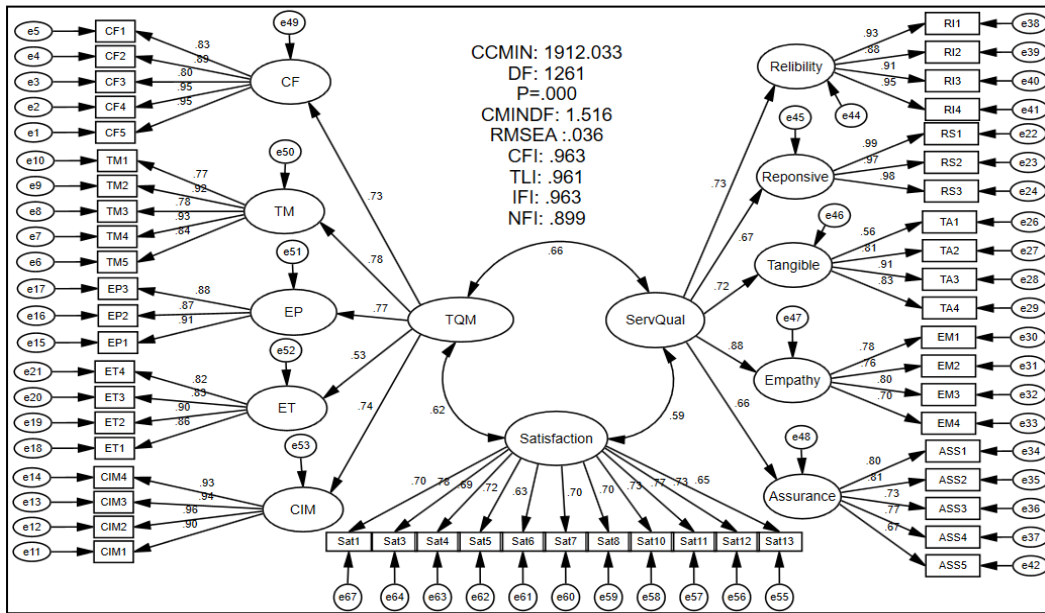 e49
e5 CF1 .83
e4 CF2 .89
e3 CF3 .80 CF
e2 CF4 .95
e1 CF5 .95
e50
e10 TM1 .77
e9 TM2 .92
e8 TM3 .78 TM
e7 TM4 .93
e6 TM5 .84
e51
e17 EP3 .88
e16 EP2 .87 EP
e15 EP1 .91
e52
e21 ET4 .82
e20 ET3 .83
e19 ET2 .90 ET
e18 ET1 .86
e53
e14 CIM4 .93
e13 CIM3 .94
e12 CIM2 .96 CIM
e11 CIM1 .90
CCMIN: 1912.033
DF: 1261
P=.000
CMINDF: 1.516
RMSEA :.036
CFI: .963
TLI: .961
IFI: .963
NFI: .899
.73
.78
.77
.53
.74
.66
TQM
ServQual
.62
.59
Satisfaction
.70 .76 .69 .72 .63 .70 .70 .73 .77 .73 .65
Sat1 Sat3 Sat4 Sat5 Sat6 Sat7 Sat8 Sat10 Sat11 Sat12 Sat13
e67 e64 e63 e62 e61 e60 e59 e58 e57 e56 e55
.73
.67
.72
.88
.66
.93 RI1 e38
.88 RI2 e39
Relibility .91 RI3 e40
.95 RI4 e41
e44
e45
.99 RS1 e22
Reponsive .97 RS2 e23
.98 RS3 e24
e46
.56 TA1 e26
.81 TA2 e27
Tangible .91 TA3 e28
.83 TA4 e29
e47
.78 EM1 e30
.76 EM2 e31
Empathy .80 EM3 e32
.70 EM4 e33
e48
.80 ASS1 e34
.81 ASS2 e35
Assurance .73 ASS3 e36
.77 ASS4 e37
.67 ASS5 e42